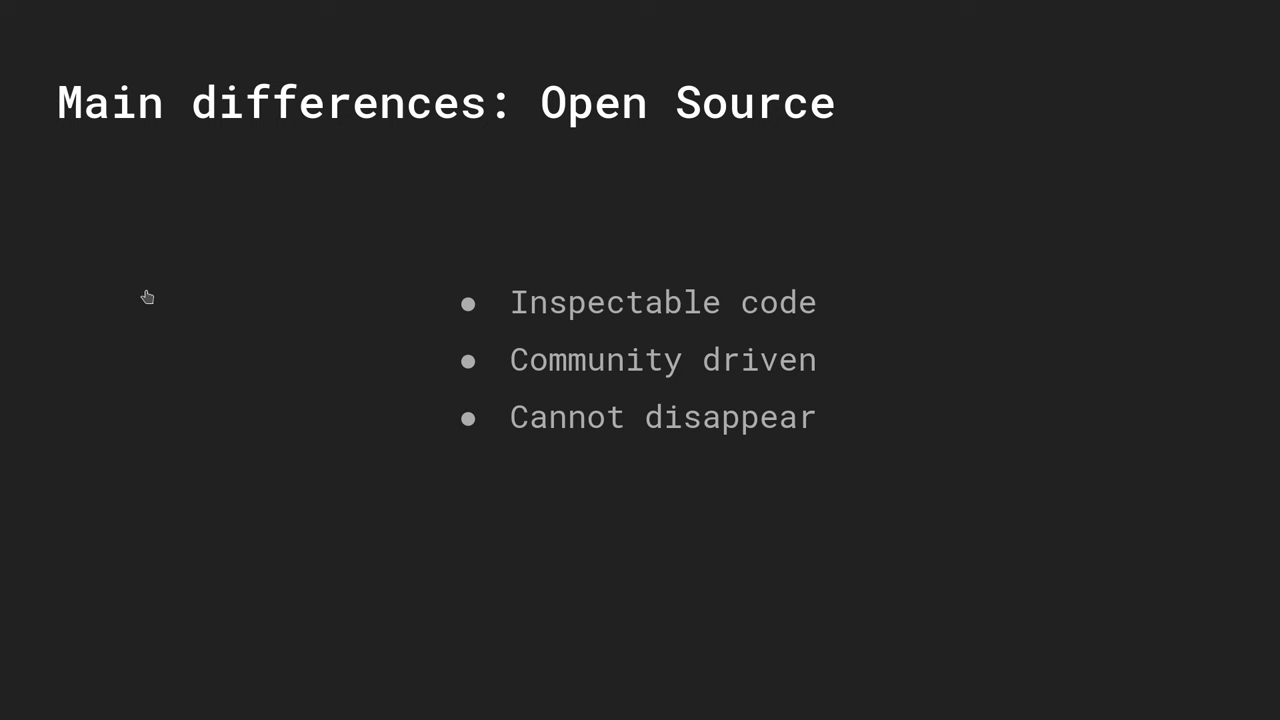 Main differences: Open Source
● Inspectable code
● Community driven
● Cannot disappear